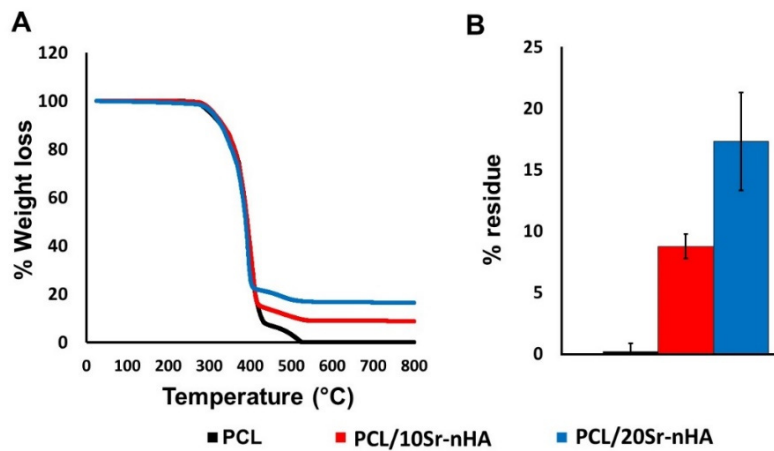 A
120
100
80
60
40
20
0
% Weight loss
0 100 200 300 400 500 600 700 800
Temperature (°C)
B
25
20
15
10
5
0
% residue
PCL PCL/10Sr-nHA PCL/20Sr-nHA